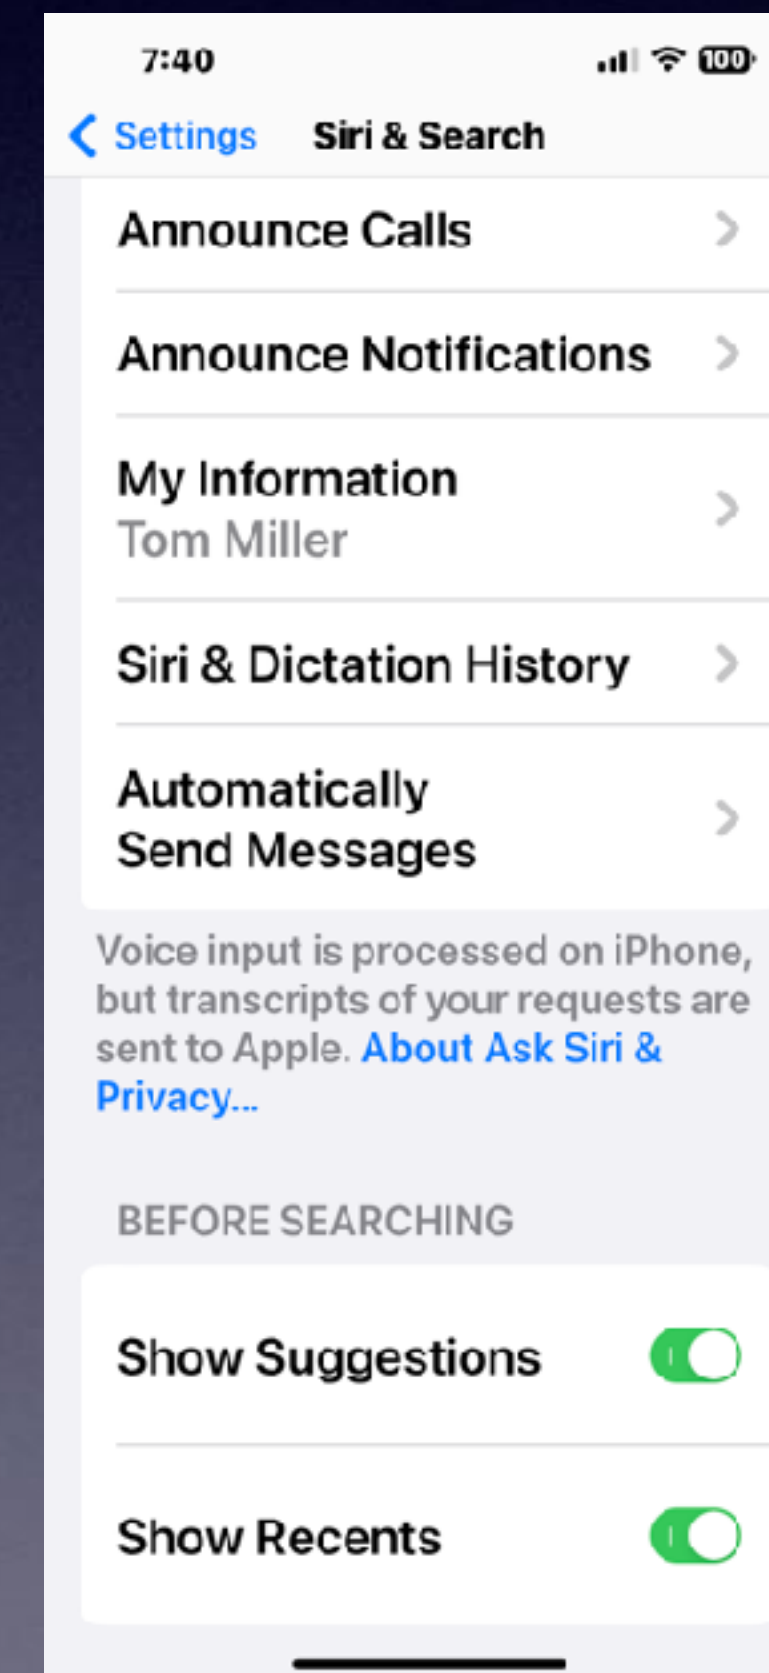 7:40 100
Settings Siri & Search
Announce Calls
Announce Notifications
My Information
Tom Miller
Siri & Dictation History
Automatically
Send Messages
Voice input is processed on iPhone,
but transcripts of your requests are
sent to Apple. About Ask Siri &
Privacy...
BEFORE SEARCHING
Show Suggestions
Show Recents